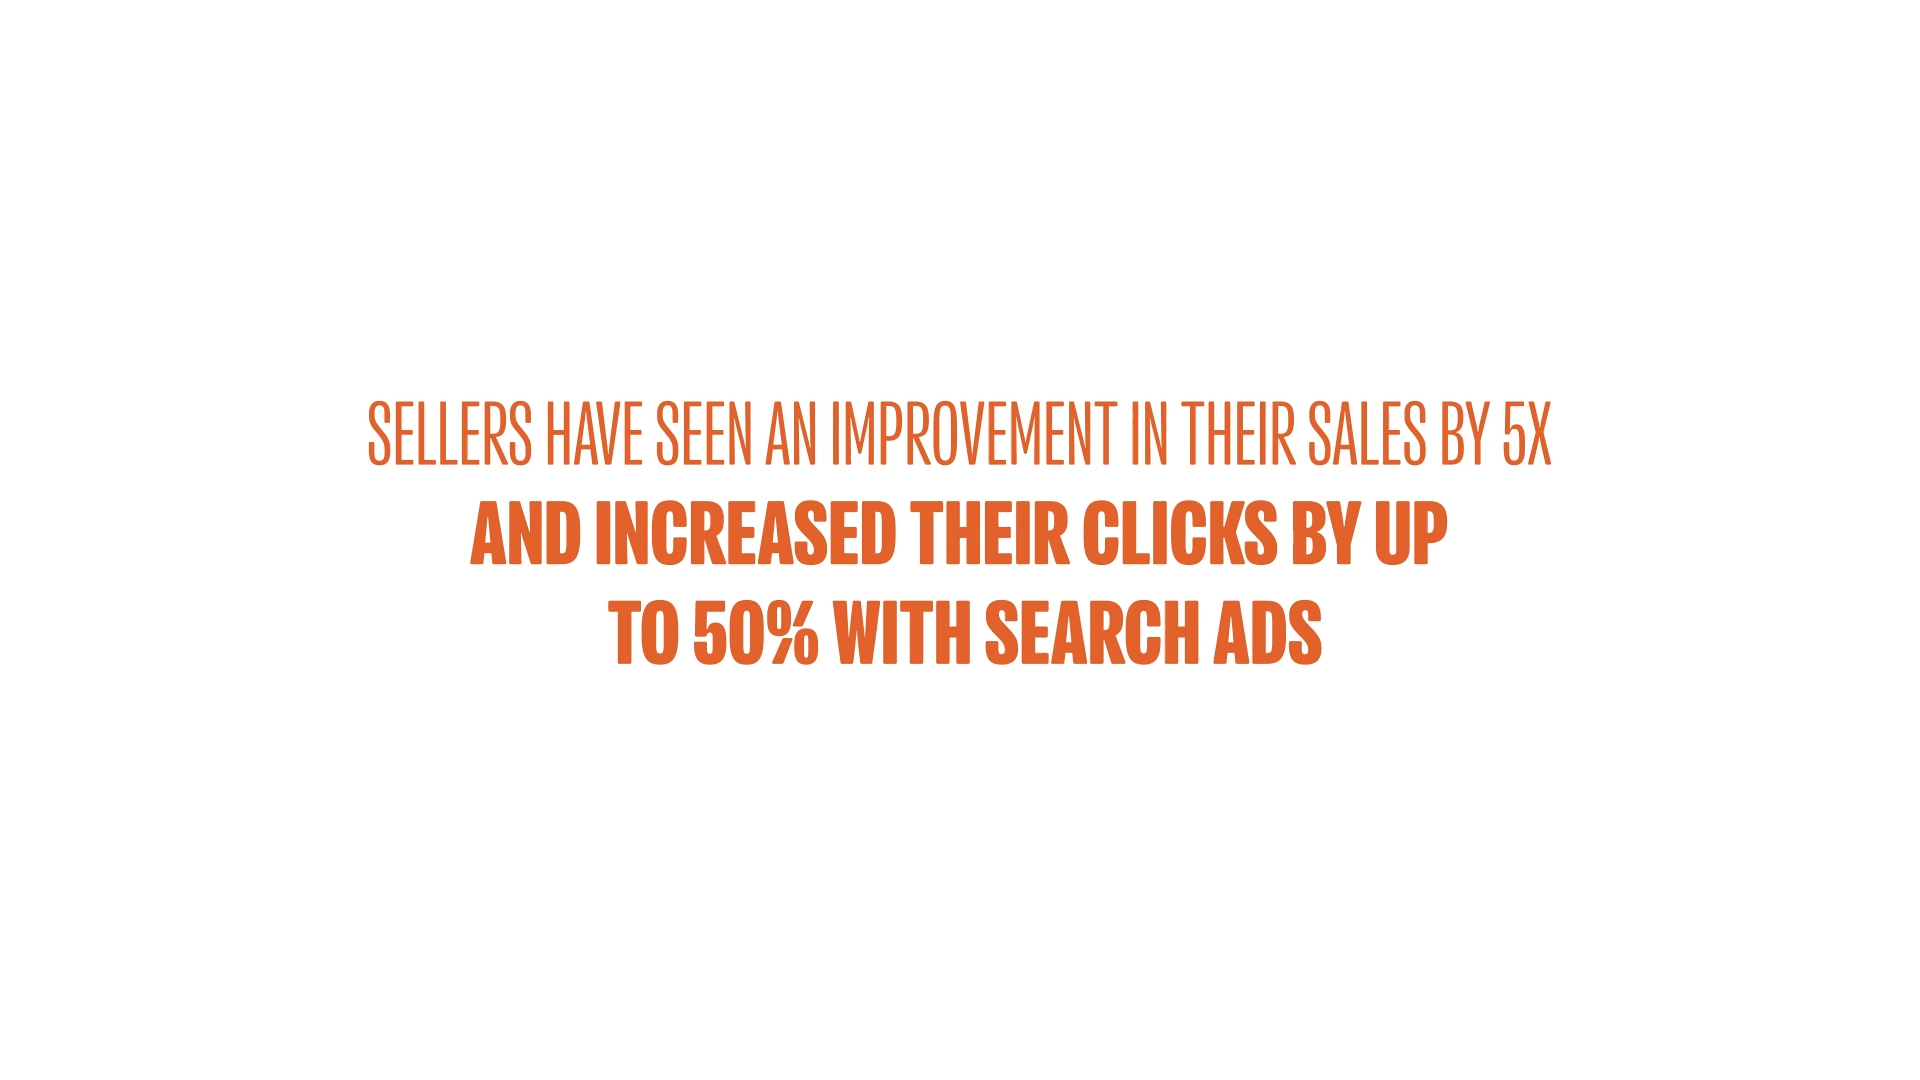 SELLERS HAVE SEEN AN IMPROVEMENT IN THEIR SALES BY 5X
AND INCREASED THEIR CLICKS BY UP
TO 50% WITH SEARCH ADS